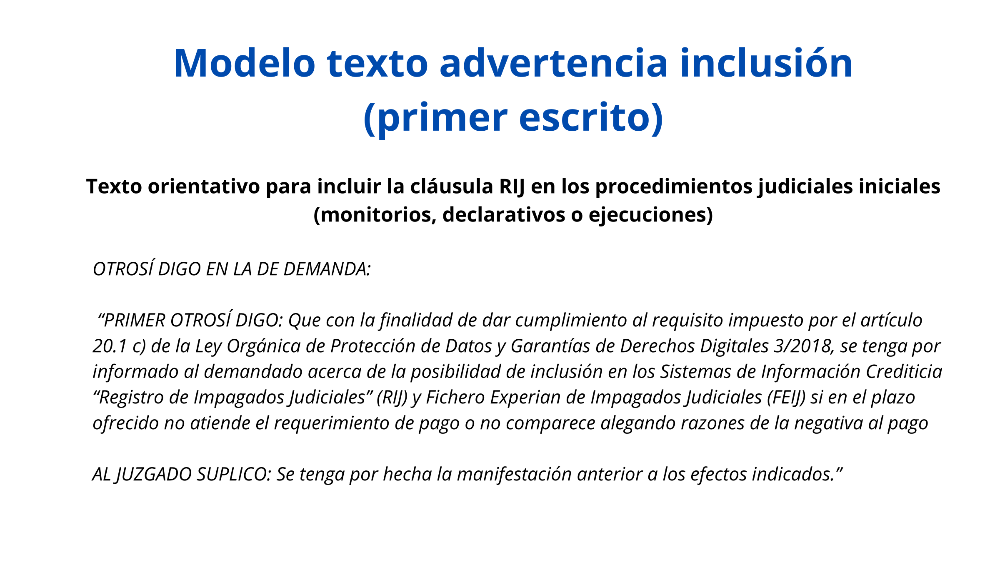 Modelo texto advertencia inclusión
(primer escrito)
Texto orientativo para incluir la cláusula RIJ en los procedimientos judiciales iniciales
(monitorios, declarativos o ejecuciones)
OTROSÍ DIGO EN LA DE DEMANDA:
“PRIMER OTROSÍ DIGO: Que con la finalidad de dar cumplimiento al requisito impuesto por el artículo
20.1 c) de la Ley Orgánica de Protección de Datos y Garantías de Derechos Digitales 3/2018, se tenga por
informado al demandado acerca de la posibilidad de inclusión en los Sistemas de Información Crediticia
“Registro de Impagados Judiciales” (RIJ) y Fichero Experian de Impagados Judiciales (FEIJ) si en el plazo
ofrecido no atiende el requerimiento de pago o no comparece alegando razones de la negativa al pago
AL JUZGADO SUPLICO: Se tenga por hecha la manifestación anterior a los efectos indicados.”